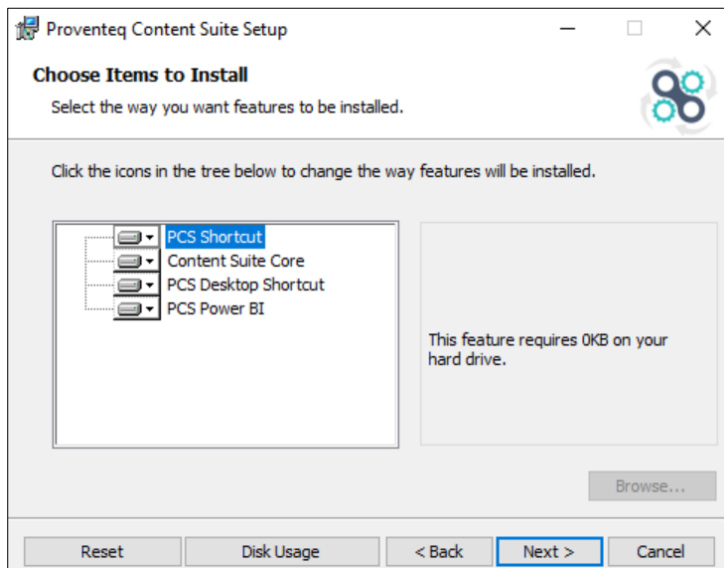 Proventeq Content Suite Setup
Choose Items to Install
Select the way you want features to be installed.
Click the icons in the tree below to change the way features will be installed.
PCS Shortcut
Content Suite Core
PCS Desktop Shortcut
PCS Power BI
This feature requires 0KB on your
hard drive.
Browse...
Reset Disk Usage < Back Next > Cancel